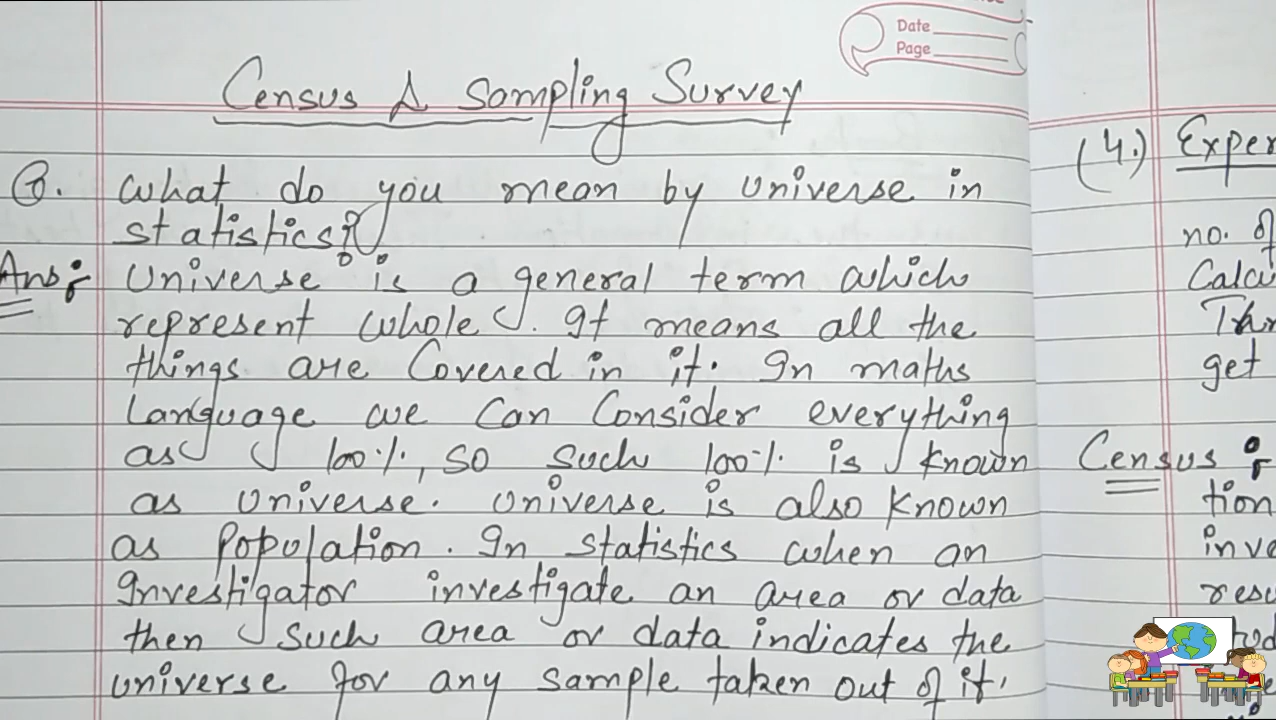 Date
Page
Census & Sampling Survey
Q. What do you mean by Universe in
statistics?
Ans: Universe is a general term which
represent whole. It means all the
things are Covered in it. In maths
Language we Can Consider everything
as 100%, so such 100% is known
as Universe. Universe is also known
as Population. In statistics when an
Investigator investigate an area or data
then such area or data indicates the
universe for any sample taken out of it.
(4.) Exper
no. of
Calcu
get
Census :
tion
inve
resu